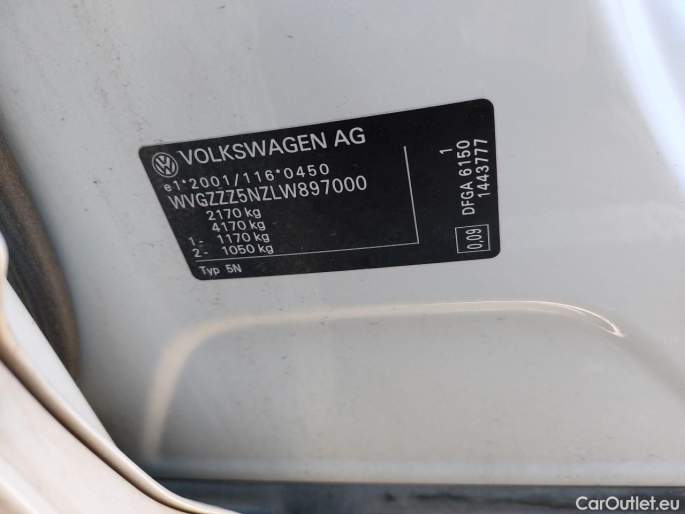 VOLKSWAGEN AG
e1*2001/116*0450
WVGZZZ5NZLW897000
2170 kg
4170 kg
1- 1170 kg
2- 1050 kg
Typ 5N
DFGA 6150 1
1443777
0,09
CarOutlet.eu